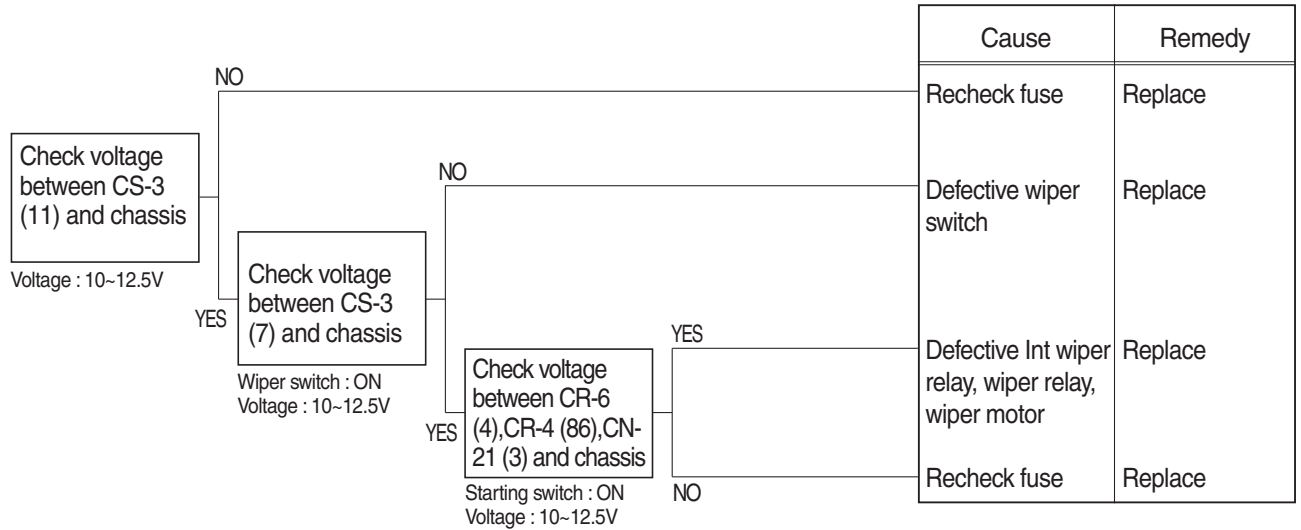 Cause
Remedy
NO
Recheck fuse
Replace
Check voltage
between CS-3
(11) and chassis
Voltage : 10~12.5V
NO
Defective wiper
switch
Replace
YES
Check voltage
between CS-3
(7) and chassis
Wiper switch : ON
Voltage : 10~12.5V
YES
Defective Int wiper
relay, wiper relay,
wiper motor
Replace
YES
Check voltage
between CR-6
(4),CR-4 (86),CN-
21 (3) and chassis
Starting switch : ON
Voltage : 10~12.5V
NO
Recheck fuse
Replace